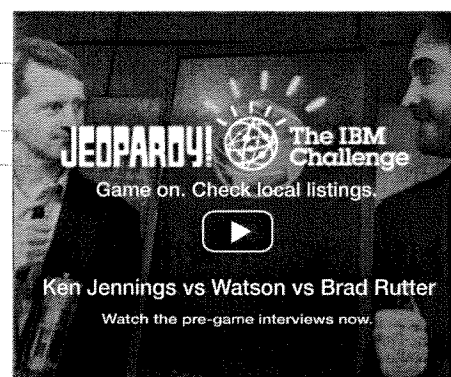 JEOPARDY! The IBM
Challenge
Game on. Check local listings.
Ken Jennings vs Watson vs Brad Rutter
Watch the pre-game interviews now.